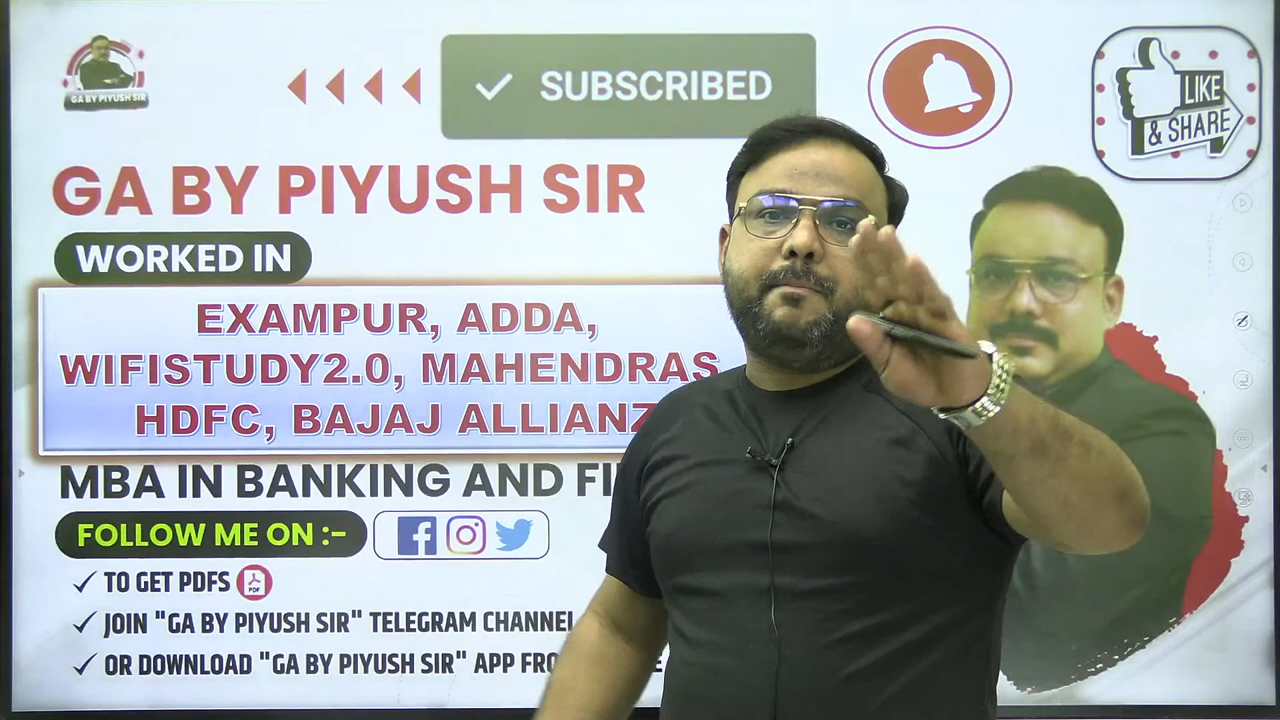 GA BY PIYUSH SIR
SUBSCRIBED
LIKE
& SHARE
GA BY PIYUSH SIR
WORKED IN
EXAMPUR, ADDA,
WIFISTUDY2.0, MAHENDRAS
HDFC, BAJAJ ALLIANZ
MBA IN BANKING AND
FOLLOW ME ON :-
TO GET PDFS
PDF
JOIN "GA BY PIYUSH SIR" TELEGRAM CHANNEL
OR DOWNLOAD "GA BY PIYUSH SIR" APP